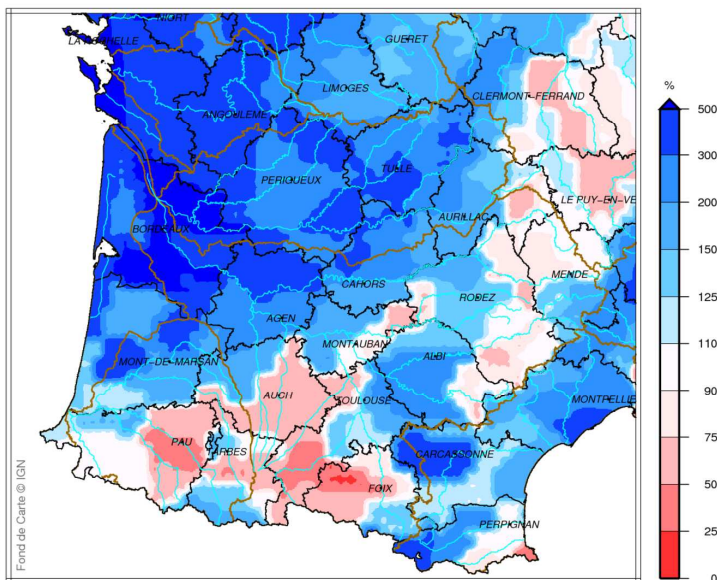 NIORT
GUERET
LA ROCHELLE
%
LIMOGES
CLERMONT-FERRAND
500
ANGOULEME
300
TULLE
PERIGUEUX
200
LE PUY-EN-VE
AURILLAC
BORDEAUX
150
MENDE
CAHORS
RODEZ
125
AGEN
MONTAUBAN
110
ALBI
MONT-DE-MARSAN
90
AUCH
TOULOUSE
MONTPELLIE
75
PAU
ARBES
CARCASSONNE
50
FOIX
PERPIGNAN
25
0
Fond de Carte © IGN